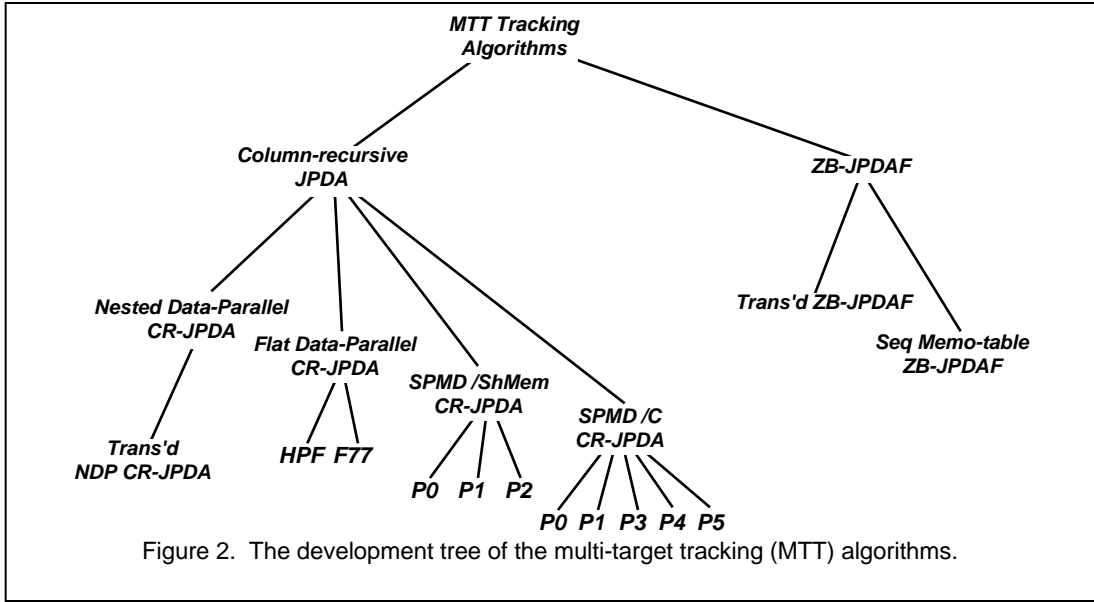 MTT Tracking
Algorithms
Column-recursive
JPDA
ZB-JPDAF
Nested Data-Parallel
CR-JPDA
Trans'd ZB-JPDAF
Flat Data-Parallel
CR-JPDA
Seq Memo-table
ZB-JPDAF
SPMD /ShMem
CR-JPDA
SPMD /C
CR-JPDA
Trans'd
NDP CR-JPDA
HPF F77
P0 P1 P2
P0 P1 P3 P4 P5
Figure 2. The development tree of the multi-target tracking (MTT) algorithms.